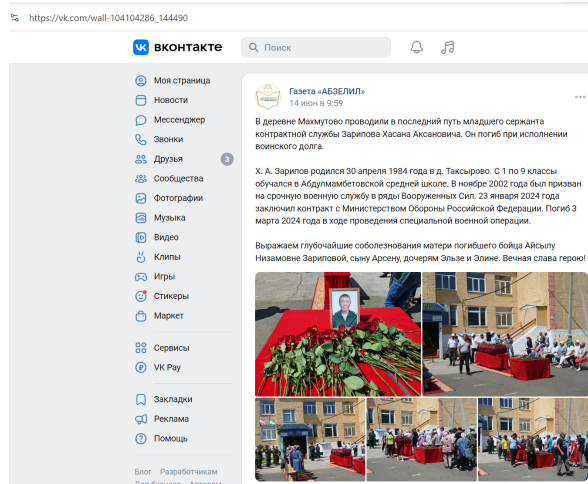 https://vk.com/wall-104104286_144490
вконтакте
Поиск
Моя страница
Новости
Мессенджер
Звонки
Друзья
3
Сообщества
Фотографии
Музыка
Видео
Клипы
Игры
Стикеры
Маркет
Сервисы
VK Pay
Закладки
Реклама
Помощь
Блог Разработчикам
Газета «АБЗЕЛИЛ»
14 июн в 9:59
В деревне Махмутово проводили в последний путь младшего сержанта
контрактной службы Зарипова Хасана Аксановича. Он погиб при исполнении
воинского долга.
Х. А. Зарипов родился 30 апреля 1984 года в д. Таксырово. С 1 по 9 классы
обучался в Абдулмамбетовской средней школе. В ноябре 2002 года был призван
на срочную военную службу в ряды Вооруженных Сил. 23 января 2024 года
заключил контракт с Министерством Обороны Российской Федерации. Погиб 3
марта 2024 года в ходе проведения специальной военной операции.
Выражаем глубочайшие соболезнования матери погибшего бойца Айсылу
Низамовне Зариповой, сыну Арсену, дочерям Эльзе и Элине. Вечная слава герою!